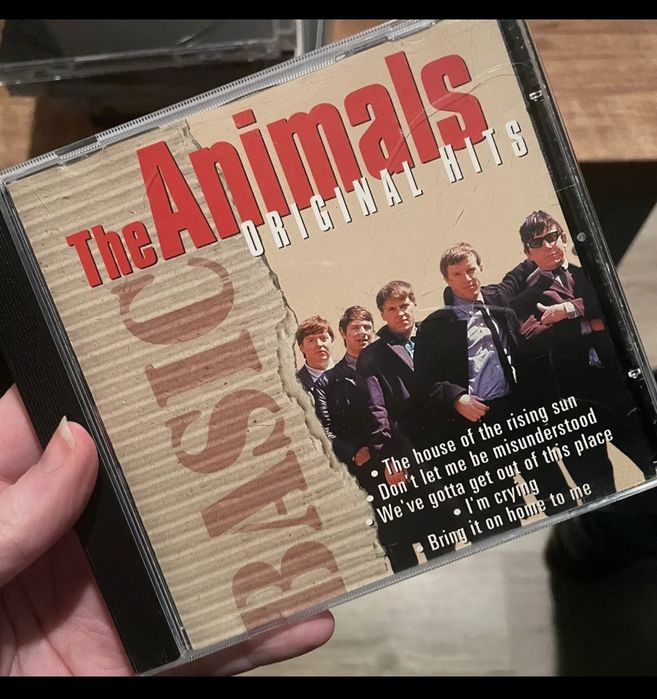 The Animals
ORIGINAL HITS
BASIC
• The house of the rising sun
• Don't let me be misunderstood
• We've gotta get out of this place
• I'm crying
• Bring it on home to me